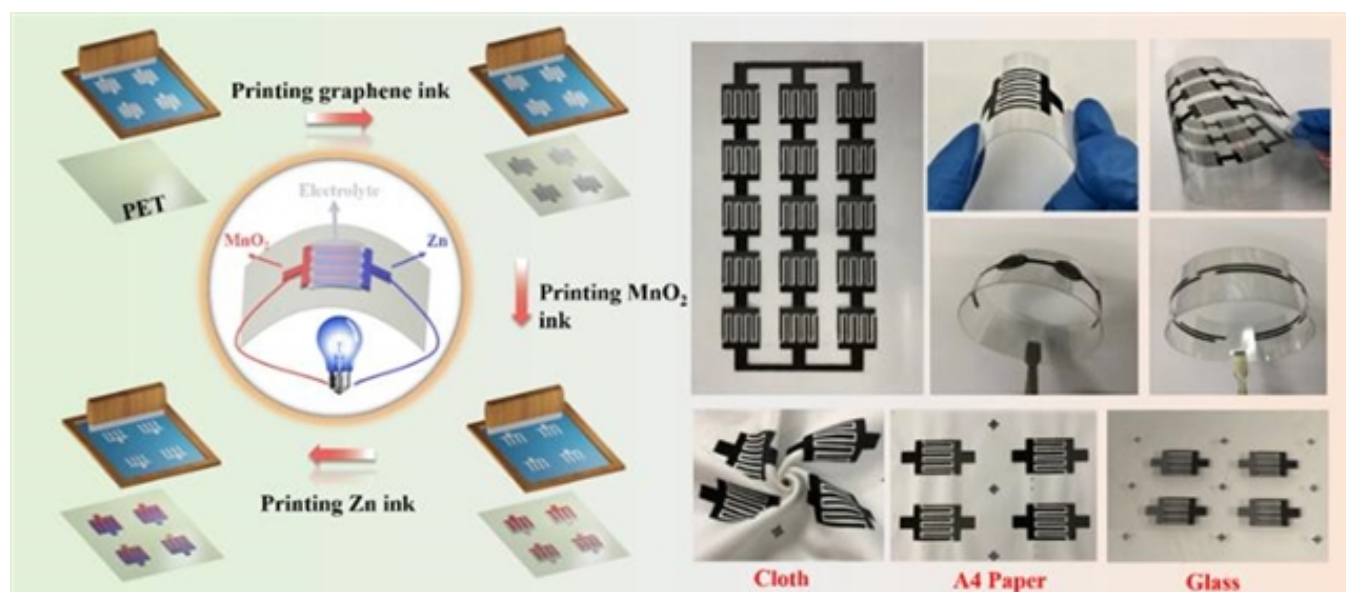 Printing graphene ink
PET
Electrolyte
MnO₂
Zn
Printing MnO₂
ink
Printing Zn ink
Cloth
A4 Paper
Glass